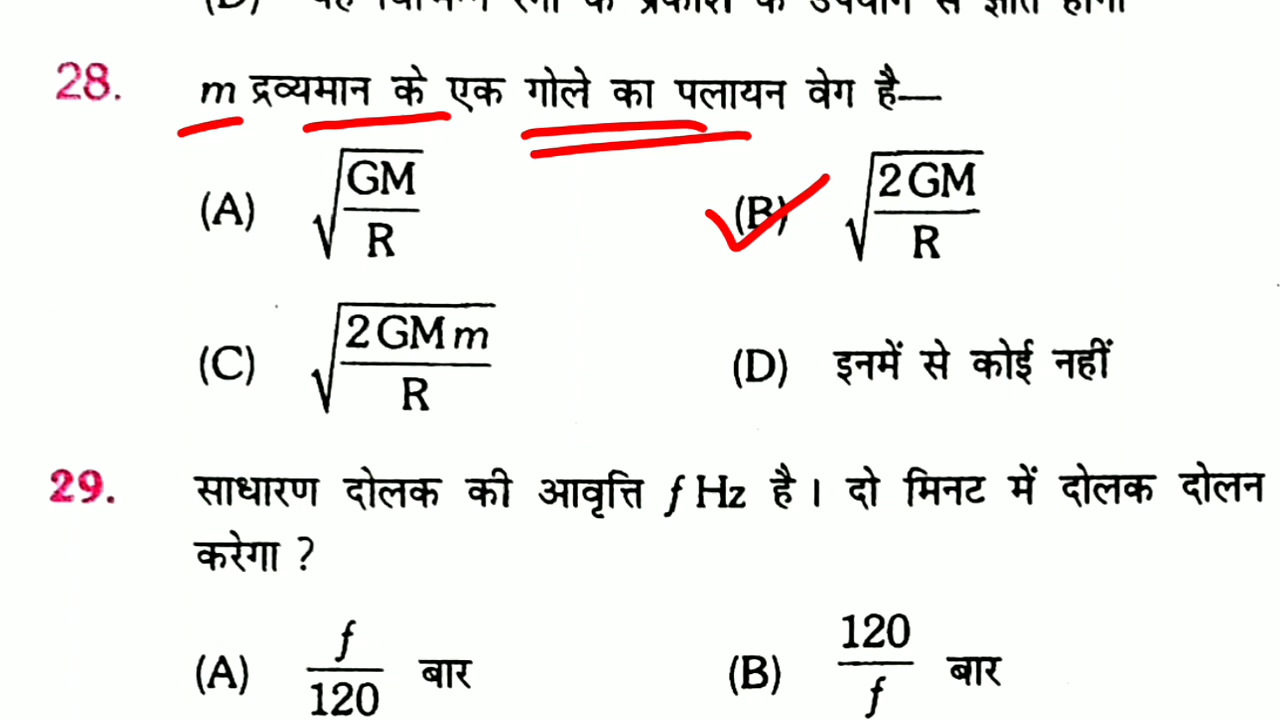 28. m द्रव्यमान के एक गोले का पलायन वेग है—
(A) √(GM/R) (B) √(2GM/R)
(C) √(2GMm/R) (D) इनमें से कोई नहीं
29. साधारण दोलक की आवृत्ति f Hz है। दो मिनट में दोलक दोलन
करेगा ?
(A) f/120 बार (B) 120/f बार